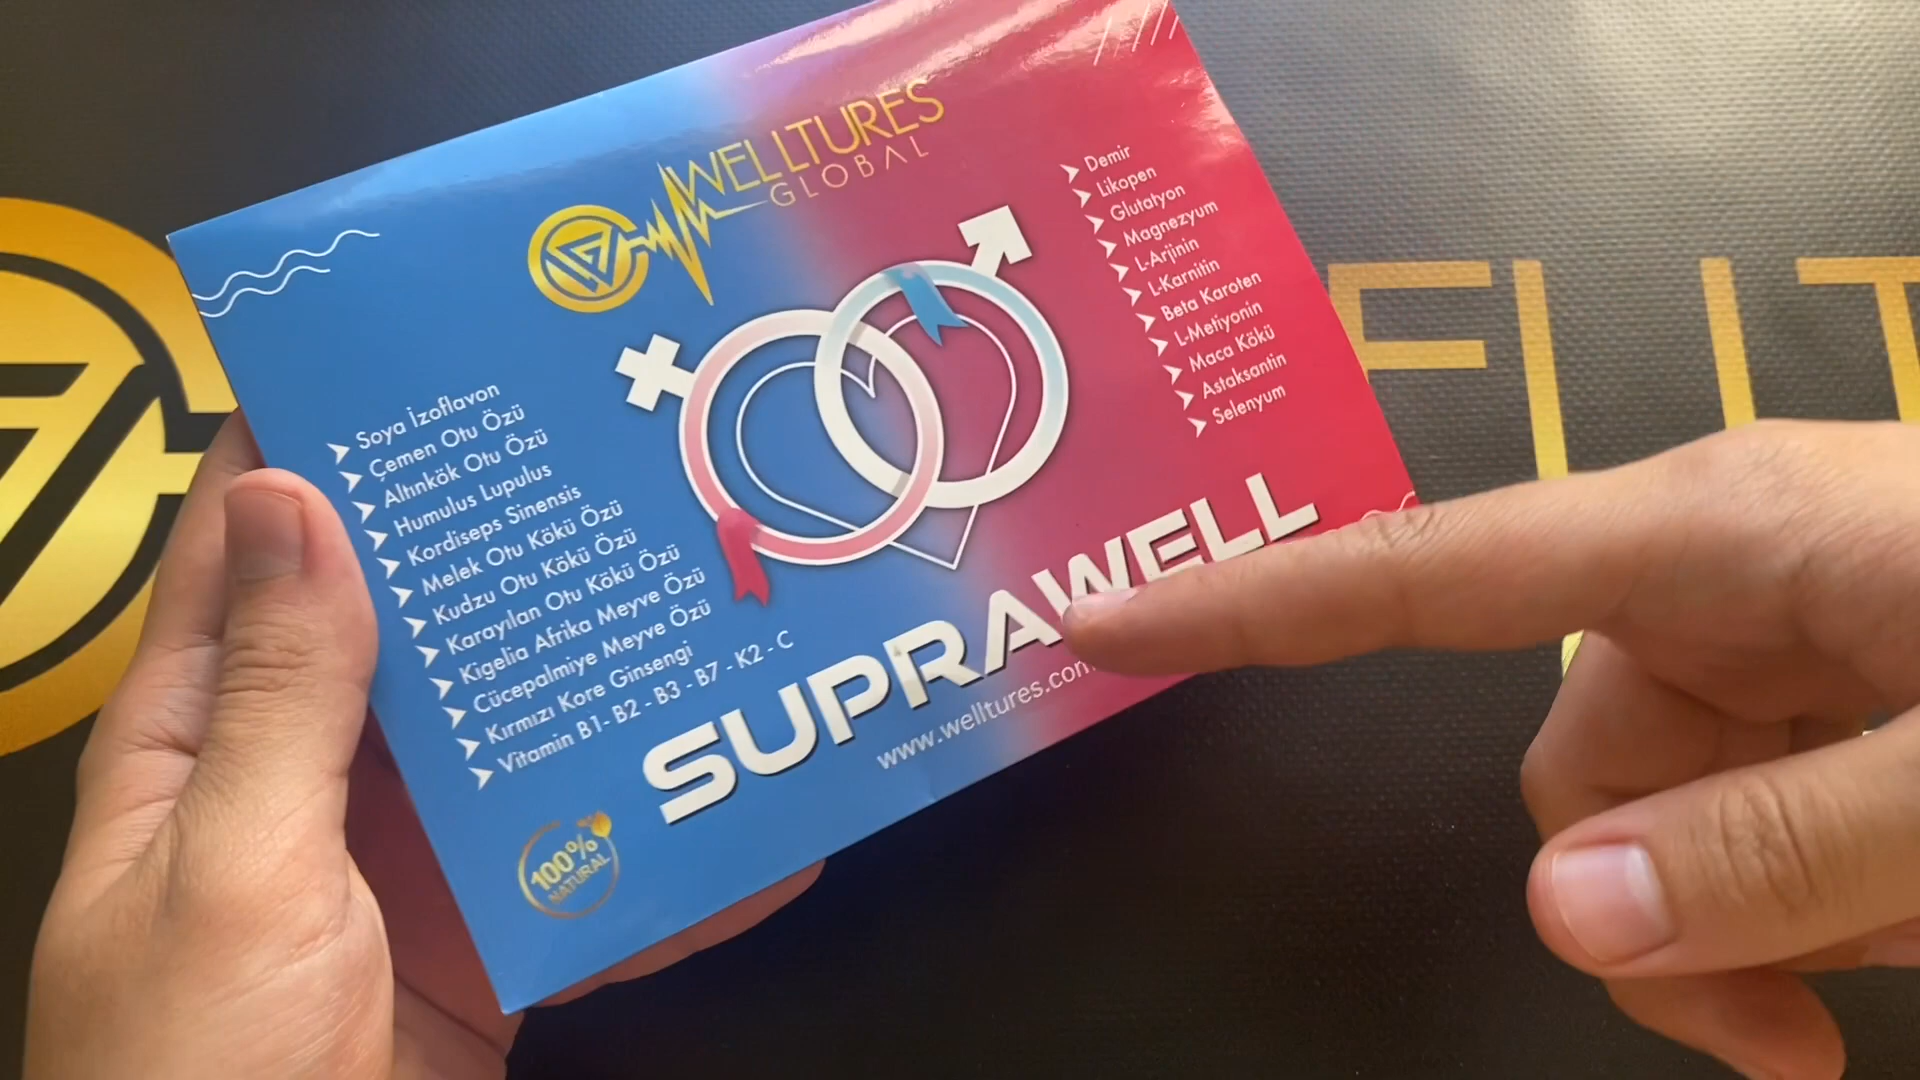 WELLTURES
GLOBAL
Demir
Likopen
Glutatyon
Magnezyum
L-Arjinin
L-Karnitin
Beta Karoten
L-Metiyonin
Maca Kökü
Astaksantin
Selenyum
Soya İzoflavon
Çemen Otu Özü
Altınkök Otu Özü
Humulus Lupulus
Kordiseps Sinensis
Melek Otu Kökü Özü
Kudzu Otu Kökü Özü
Karayılan Otu Kökü Özü
Kigelia Afrika Meyve Özü
Cücepalmiye Meyve Özü
Kırmızı Kore Ginsengi
Vitamin B1 - B2 - B3 - B7 - K2 - C
SUPRAWELL
www.welltures.com
100%
NATURAL